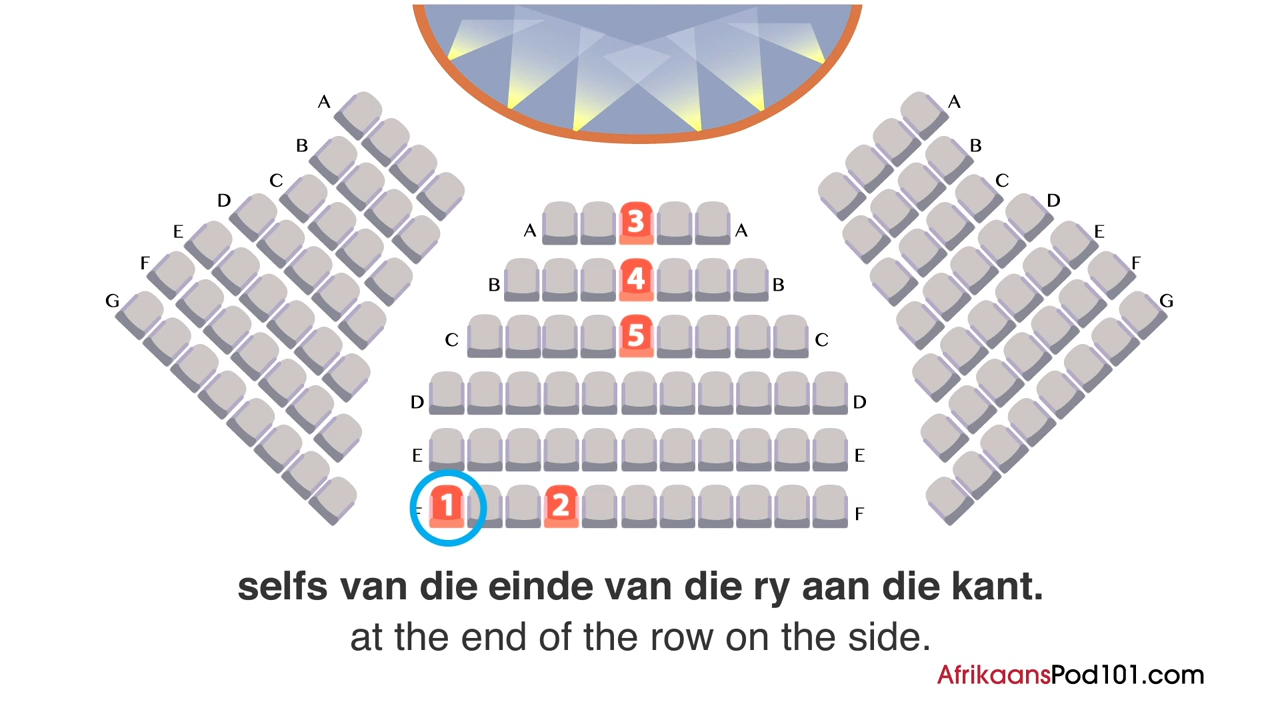 A
A
B
B
C
C
D
D
E
E
F
F
G
G
A 3 A
B 4 B
C 5 C
D D
E E
F 1 2 F
selfs van die einde van die ry aan die kant.
at the end of the row on the side.
AfrikaansPod101.com